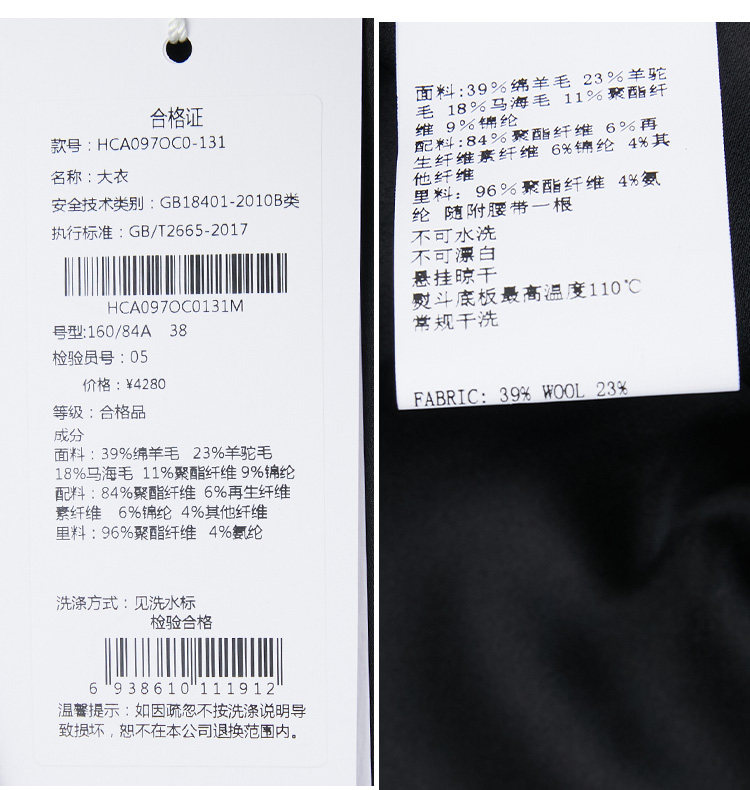 合格证
款号：HCA097OC0-131
名称：大衣
安全技术类别：GB18401-2010B类
执行标准：GB/T2665-2017
HCA097OC0131M
号型:160/84A 38
检验员号：05
价格：¥4280
等级：合格品
成分
面料：39%绵羊毛 23%羊驼毛
18%马海毛 11%聚酯纤维 9%锦纶
配料：84%聚酯纤维 6%再生纤维
素纤维 6%锦纶 4%其他纤维
里料：96%聚酯纤维 4%氨纶
洗涤方式：见洗水标
检验合格
6 938610 111912
温馨提示：如因疏忽不按洗涤说明导
致损坏，恕不在本公司退换范围内。
面料:39%绵羊毛 23%羊驼
毛 18%马海毛 11%聚酯纤
维 9%锦纶
配料:84%聚酯纤维 6%再
生纤维素纤维 6%锦纶 4%其
他纤维
里料: 96%聚酯纤维 4%氨
纶 随附腰带一根
不可水洗
不可漂白
悬挂晾干
熨斗底板最高温度110℃
常规干洗
FABRIC: 39% WOOL 23%